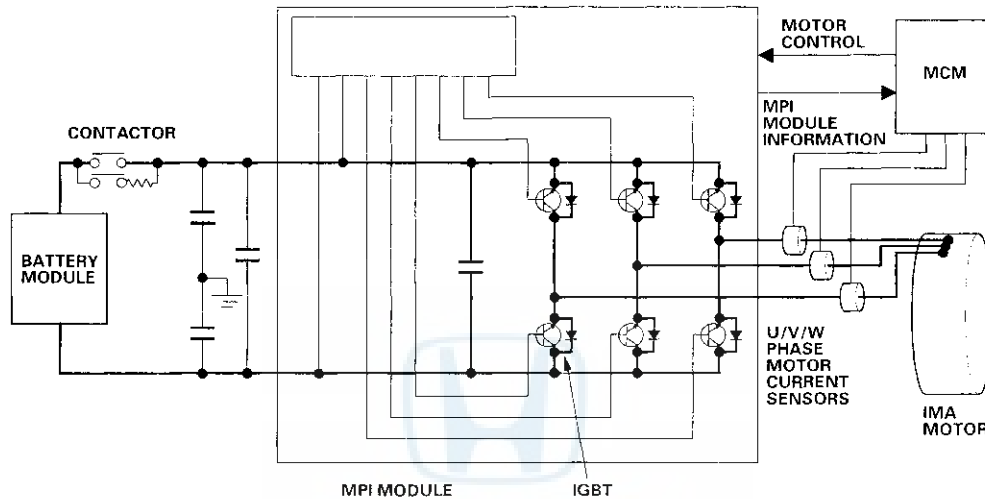 MOTOR
CONTROL
MCM
MPI
MODULE
INFORMATION
CONTACTOR
BATTERY
MODULE
U/V/W
PHASE
MOTOR
CURRENT
SENSORS
IMA
MOTOR
MPI MODULE
IGBT